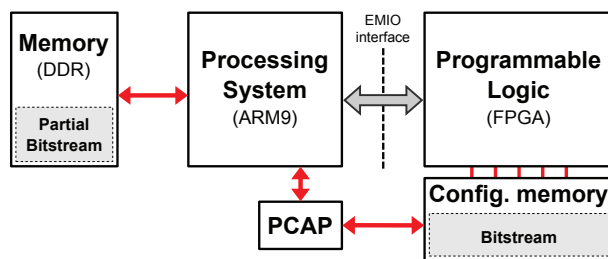 Memory
(DDR)
Partial
Bitstream
Processing
System
(ARM9)
EMIO
interface
Programmable
Logic
(FPGA)
PCAP
Config. memory
Bitstream